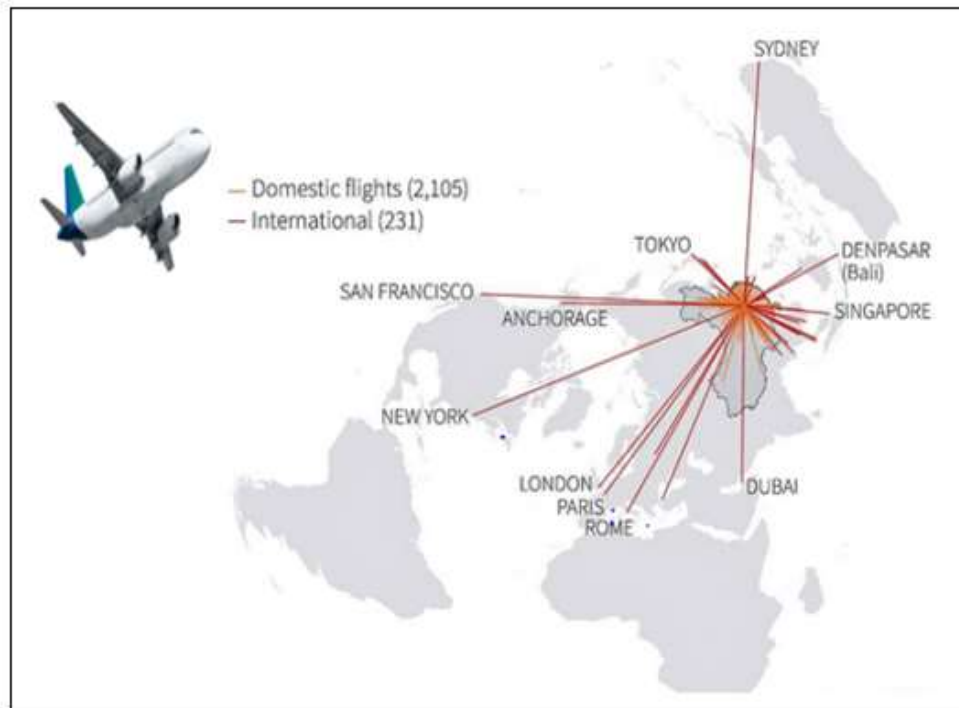 SYDNEY
Domestic flights (2,105)
International (231)
TOKYO
DENPASAR
(Bali)
SAN FRANCISCO
ANCHORAGE
SINGAPORE
NEW YORK
LONDON
PARIS
ROME
DUBAI